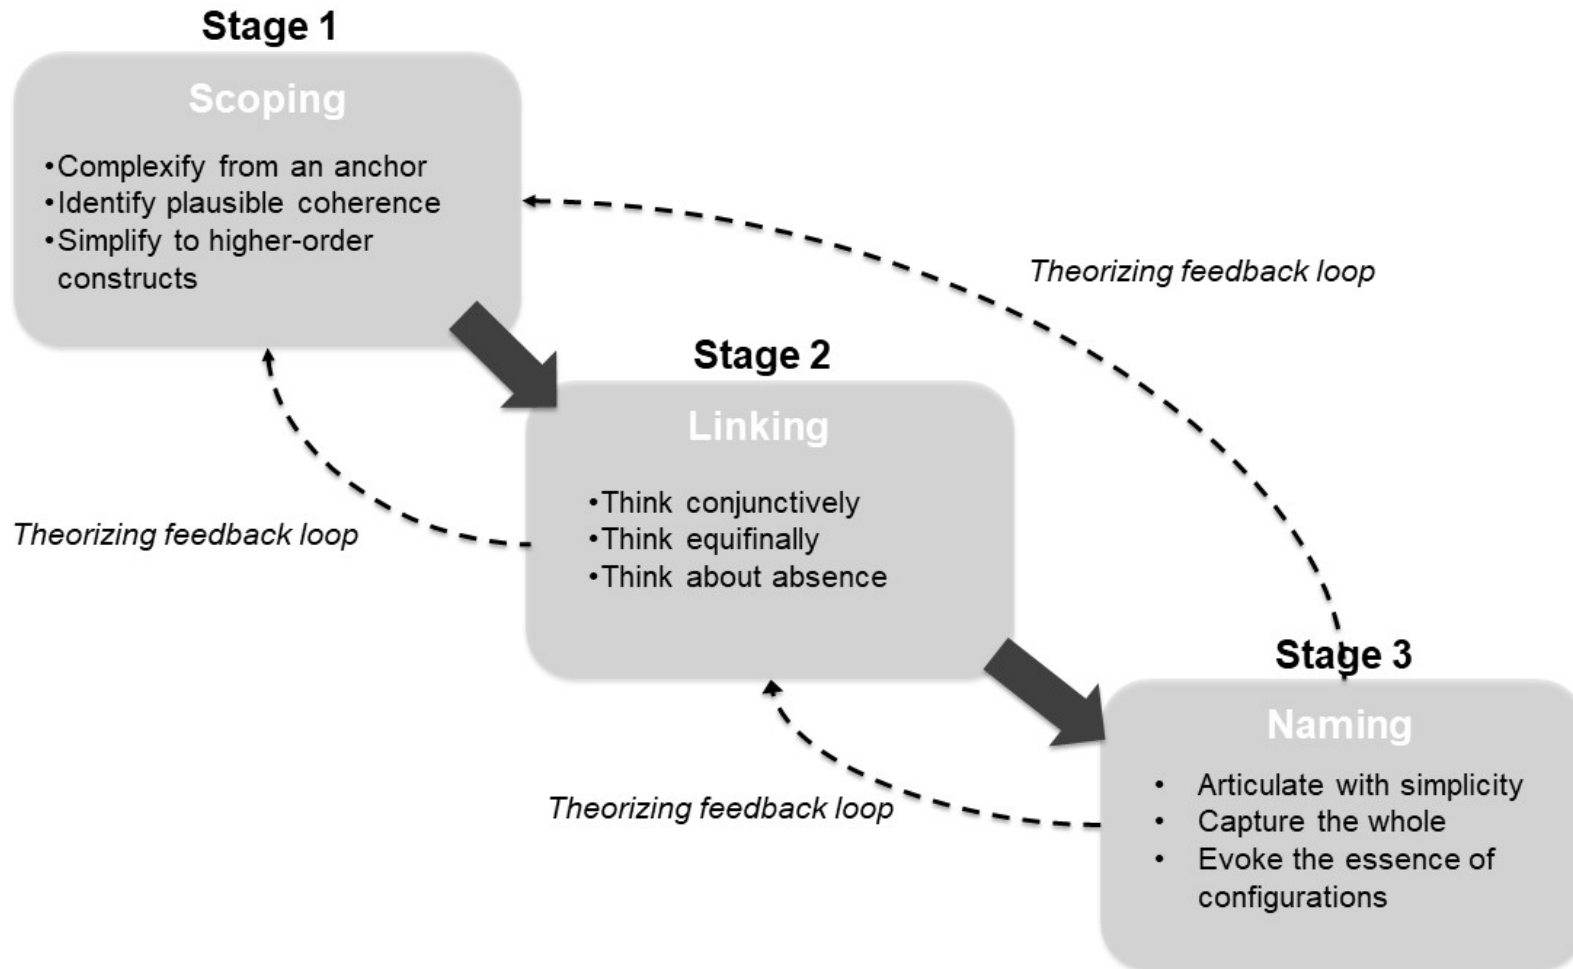 Stage 1
Scoping
•Complexify from an anchor
•Identify plausible coherence
•Simplify to higher-order
constructs
Theorizing feedback loop
Stage 2
Linking
•Think conjunctively
•Think equifinally
•Think about absence
Theorizing feedback loop
Stage 3
Naming
• Articulate with simplicity
• Capture the whole
• Evoke the essence of
configurations
Theorizing feedback loop